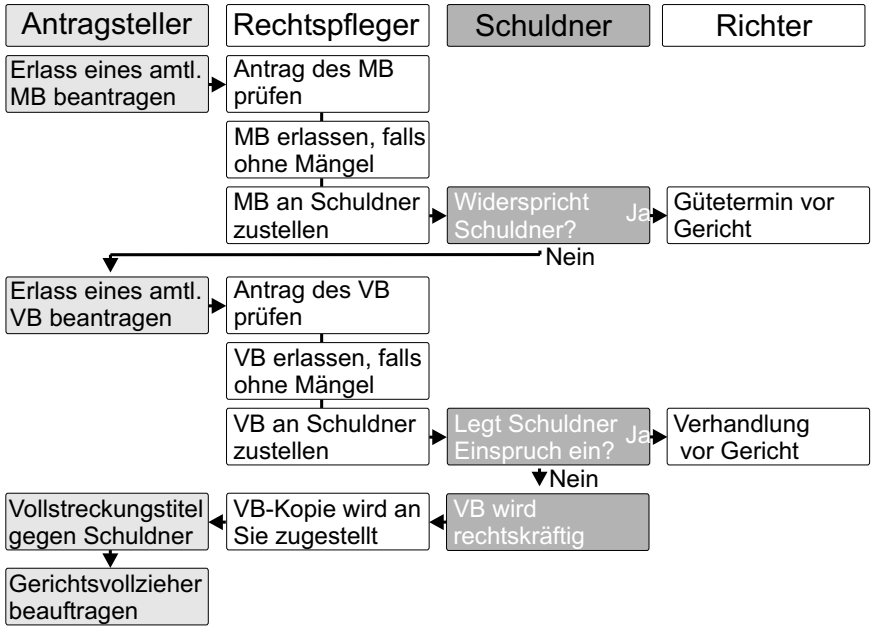 Antragsteller
Rechtspfleger
Schuldner
Richter
Erlass eines amtl.
MB beantragen
Antrag des MB
prüfen
MB erlassen, falls
ohne Mängel
MB an Schuldner
zustellen
Widerspricht
Schuldner?
Ja
Gütetermin vor
Gericht
Nein
Erlass eines amtl.
VB beantragen
Antrag des VB
prüfen
VB erlassen, falls
ohne Mängel
VB an Schuldner
zustellen
Legt Schuldner
Einspruch ein?
Ja
Verhandlung
vor Gericht
Nein
VB wird
rechtskräftig
VB-Kopie wird an
Sie zugestellt
Vollstreckungstitel
gegen Schuldner
Gerichtsvollzieher
beauftragen